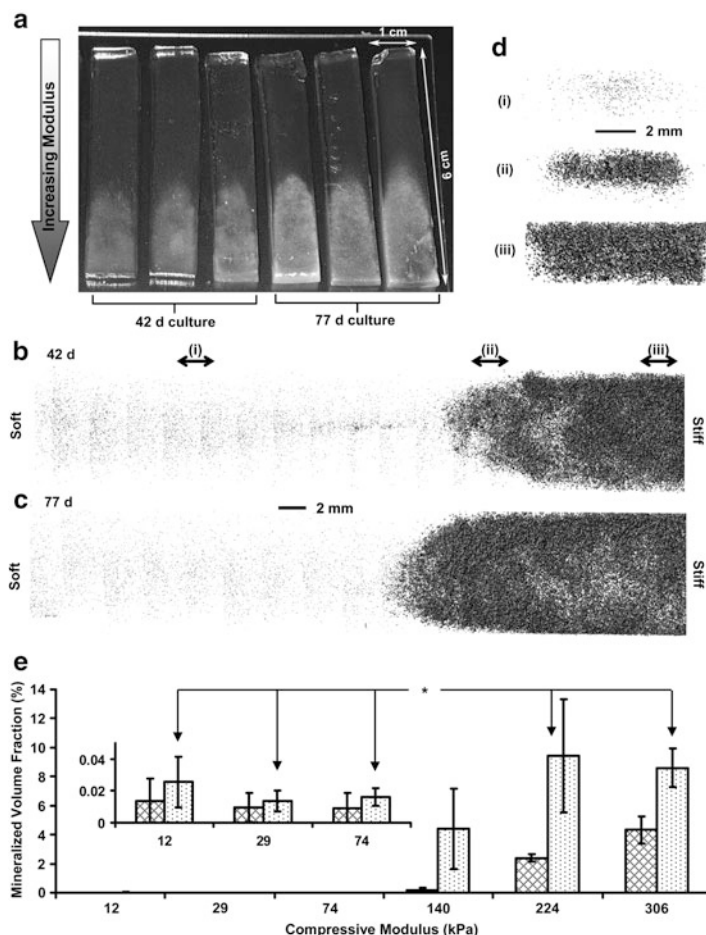 a
1 cm
Increasing Modulus
6 cm
42 d culture
77 d culture
d
(i)
2 mm
(ii)
(iii)
b
42 d
(i)
(ii)
(iii)
Soft
Stiff
c
77 d
2 mm
Soft
Stiff
e
Mineralized Volume Fraction (%)
14
12
10
8
6
4
2
0
*
0.04
0.02
0
12
29
74
12
29
74
140
224
306
Compressive Modulus (kPa)